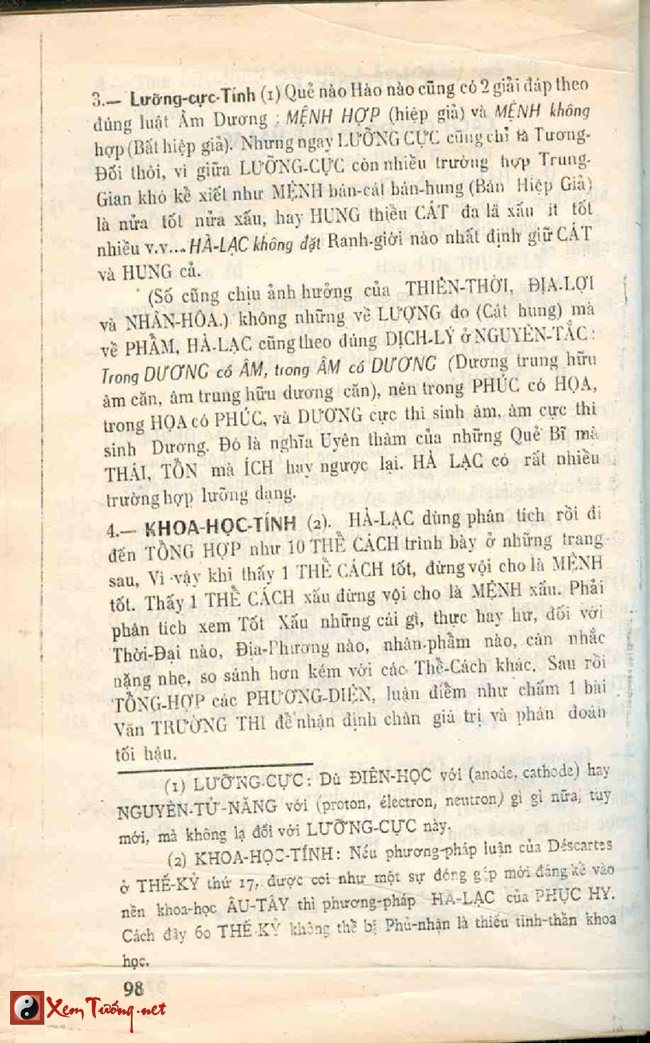 3.— Lưỡng-cực-Tính (1) Quẻ nào Hào nào cũng có 2 giải đáp theo
đúng luật Âm Dương : MỆNH HỢP (hiệp giả) và MỆNH không
hợp (Bất hiệp giả). Nhưng ngay LƯỠNG CỰC cũng chỉ là Tương-
Đối thôi, vì giữa LƯỠNG-CỰC còn nhiều trường hợp Trung-
Gian khó kể xiết như MỆNH bán-cát bán-hung (Bán Hiệp Giả)
là nửa tốt nửa xấu, hay HUNG thiểu CÁT đa là xấu ít tốt
nhiều v.v... HÀ-LẠC không đặt Ranh-giới nào nhất định giữ CÁT
và HUNG cả.
(Số cũng chịu ảnh hưởng của THIÊN-THỜI, ĐỊA-LỢI
và NHÂN-HÒA.) không những về LƯỢNG đo (Cát hung) mà
về PHẨM, HÀ-LẠC cũng theo đúng DỊCH-LÝ ở NGUYÊN-TẮC :
Trong DƯƠNG có ÂM, trong ÂM có DƯƠNG (Dương trung hữu
âm căn, âm trung hữu dương căn), nên trong PHÚC có HỌA,
trong HỌA có PHÚC, và DƯƠNG cực thì sinh âm, âm cực thì
sinh Dương. Đó là nghĩa Uyên thâm của những Quẻ Bĩ mà
THÁI, TỔN mà ÍCH hay ngược lại. HÀ LẠC có rất nhiều
trường hợp lưỡng dạng.
4.— KHOA-HỌC-TÍNH (2). HÀ-LẠC dùng phân tích rồi đi
đến TỔNG HỢP như 10 THỂ CÁCH trình bày ở những trang-
sau, Vì vậy khi thấy 1 THỂ CÁCH tốt, đừng vội cho là MỆNH
tốt. Thấy 1 THỂ CÁCH xấu đừng vội cho là MỆNH xấu. Phải
phân tích xem Tốt Xấu những cái gì, thực hay hư, đối với
Thời-Đại nào, Địa-Phương nào, nhân-phẩm nào, cân nhắc
nặng nhẹ, so sánh hơn kém với các Thể-Cách khác. Sau rồi
TỔNG-HỢP các PHƯƠNG-DIỆN, luận điểm như chấm 1 bài
Văn TRƯỜNG THI để nhận định chân giá trị và phán đoán
tối hậu.
(1) LƯỠNG-CỰC : Dù ĐIỆN-HỌC với (anode, cathode) hay
NGUYÊN-TỬ-NĂNG với (proton, électron, neutron) gì gì nữa, tuy
mới, mà không lạ đối với LƯỠNG-CỰC này.
(2) KHOA-HỌC-TÍNH : Nếu phương-pháp luận của Déscartes
ở THẾ-KỶ thứ 17, được coi như một sự đóng góp mới đáng kể vào
nền khoa-học ÂU-TÂY thì phương-pháp HÀ-LẠC của PHỤC HY.
Cách đây 60 THẾ-KỶ không thể bị Phủ-nhận là thiếu tinh-thần khoa
học.
98
XemTướng.net